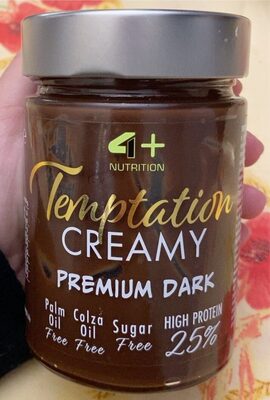 4+
NUTRITION
Temptation
CREAMY
PREMIUM DARK
Palm Oil Free
Colza Oil Free
Sugar Free
HIGH PROTEIN
25%